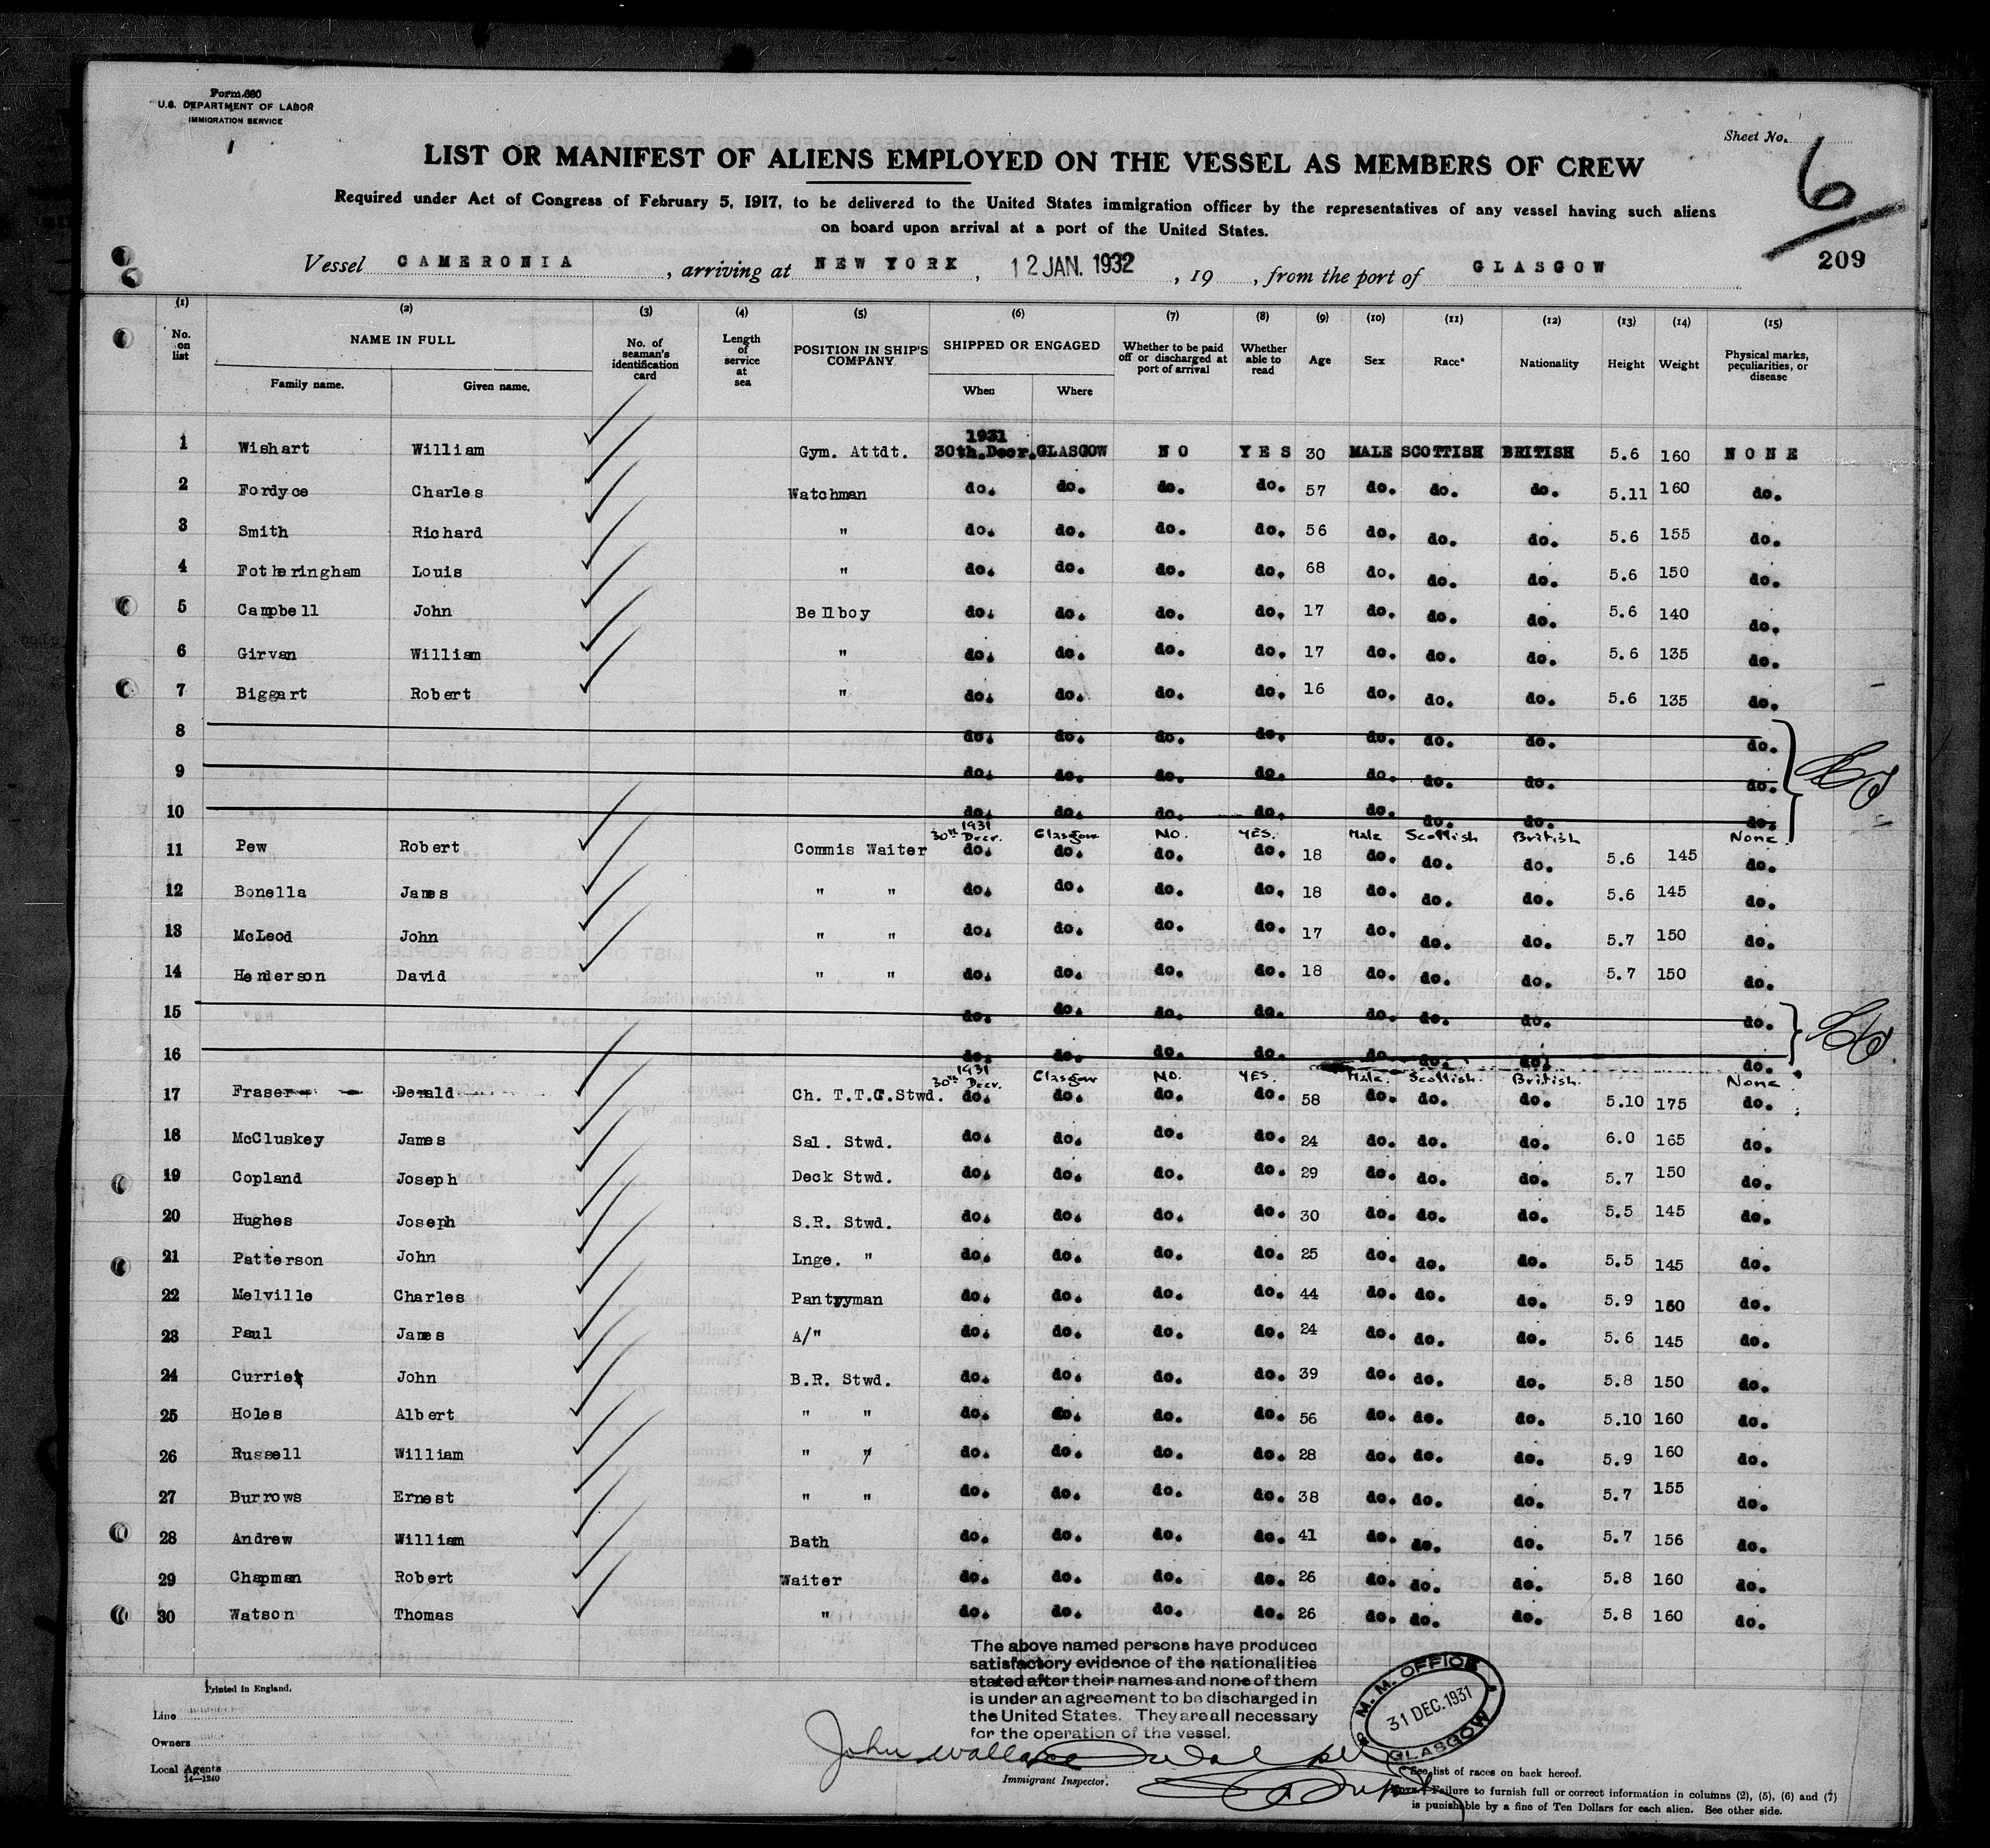 Form 680
U.S. DEPARTMENT OF LABOR
IMMIGRATION SERVICE
Sheet No.
6
LIST OR MANIFEST OF ALIENS EMPLOYED ON THE VESSEL AS MEMBERS OF CREW
Required under Act of Congress of February 5, 1917, to be delivered to the United States immigration officer by the representatives of any vessel having such aliens
on board upon arrival at a port of the United States.
209
Vessel CAMERONIA , arriving at NEW YORK , 12 JAN. 1932 , 19 , from the port of GLASGOW
(1) (2) (3) (4) (5) (6) (7) (8) (9) (10) (11) (12) (13) (14) (15)
No. on list NAME IN FULL Family name. Given name. No. of seaman's identification card Length of service at sea POSITION IN SHIP'S COMPANY SHIPPED OR ENGAGED When Where Whether to be paid off or discharged at port of arrival Whether able to read Age Sex Race* Nationality Height Weight Physical marks, peculiarities, or disease
1931
1 Wishart William Gym. Attdt. 30th.Decr. GLASGOW NO YES 30 MALE SCOTTISH BRITISH 5.6 160 NONE
2 Fordyce Charles Watchman do. do. do. do. 57 do. do. do. 5.11 160 do.
3 Smith Richard " do. do. do. do. 56 do. do. do. 5.6 155 do.
4 Fotheringham Louis " do. do. do. do. 68 do. do. do. 5.6 150 do.
5 Campbell John Bellboy do. do. do. do. 17 do. do. do. 5.6 140 do.
6 Girvan William " do. do. do. do. 17 do. do. do. 5.6 135 do.
7 Biggart Robert " do. do. do. do. 16 do. do. do. 5.6 135 do.
8 do. do. do. do. do. do. do. do.
9 do. do. do. do. do. do. do. do.
10 do. do. do. do. do. do. do. do.
1931
30th Decr. Glasgow NO. YES. Male Scottish British None.
11 Pew Robert Commis Waiter do. do. do. do. 18 do. do. do. 5.6 145 do.
12 Bonella James " " do. do. do. do. 18 do. do. do. 5.6 145 do.
13 McLeod John " " do. do. do. do. 17 do. do. do. 5.7 150 do.
14 Henderson David " " do. do. do. do. 18 do. do. do. 5.7 150 do.
15 do. do. do. do. do. do. do. do.
16 do. do. do. do. do. do. do. do.
1931
30th Decr. Glasgow NO. YES. Male. Scottish. British. None
17 Fraser Donald Ch. T.T.C.Stwd. do. do. do. do. 58 do. do. do. 5.10 175 do.
18 McCluskey James Sal. Stwd. do. do. do. do. 24 do. do. do. 6.0 165 do.
19 Copland Joseph Deck Stwd. do. do. do. do. 29 do. do. do. 5.7 150 do.
20 Hughes Joseph S.R. Stwd. do. do. do. do. 30 do. do. do. 5.5 145 do.
21 Patterson John Lnge. " do. do. do. do. 25 do. do. do. 5.5 145 do.
22 Melville Charles Pantyyman do. do. do. do. 44 do. do. do. 5.9 160 do.
23 Paul James A/" do. do. do. do. 24 do. do. do. 5.6 145 do.
24 Currie John B.R. Stwd. do. do. do. do. 39 do. do. do. 5.8 150 do.
25 Holes Albert " " do. do. do. do. 56 do. do. do. 5.10 160 do.
26 Russell William " " do. do. do. do. 28 do. do. do. 5.9 160 do.
27 Burrows Ernest " " do. do. do. do. 38 do. do. do. 5.7 155 do.
28 Andrew William Bath do. do. do. do. 41 do. do. do. 5.7 156 do.
29 Chapman Robert Waiter do. do. do. do. 26 do. do. do. 5.8 160 do.
30 Watson Thomas " do. do. do. do. 26 do. do. do. 5.8 160 do.
The above named persons have produced
satisfactory evidence of the nationalities
stated after their names and none of them
is under an agreement to be discharged in
the United States. They are all necessary
for the operation of the vessel.
M. M. OFFICE
31 DEC. 1931
GLASGOW
Printed in England.
Line
Owners
Local Agents
14—1240
John Wallace
Immigrant Inspector.
* See list of races on back hereof.
NOTE.—Failure to furnish full or correct information in columns (2), (5), (6) and (7)
is punishable by a fine of Ten Dollars for each alien. See other side.